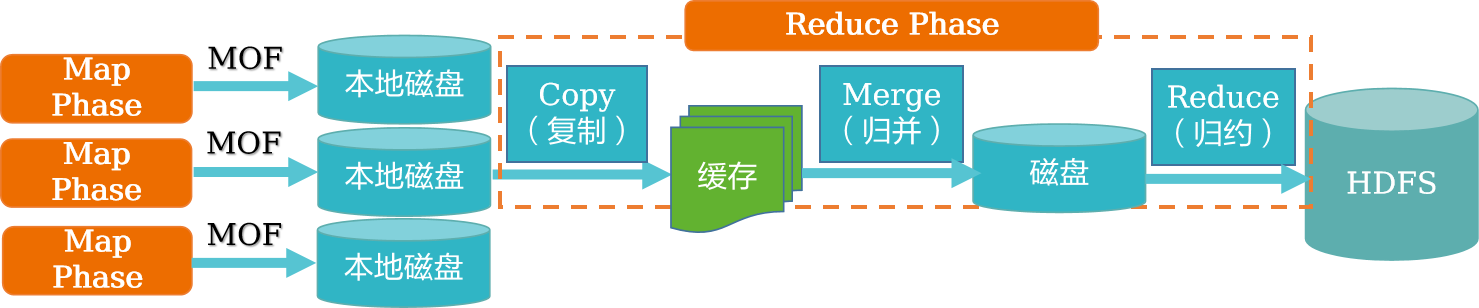 Reduce Phase
Map
Phase
MOF
本地磁盘
Map
Phase
MOF
本地磁盘
Map
Phase
MOF
本地磁盘
Copy
（复制）
缓存
Merge
（归并）
磁盘
Reduce
（归约）
HDFS